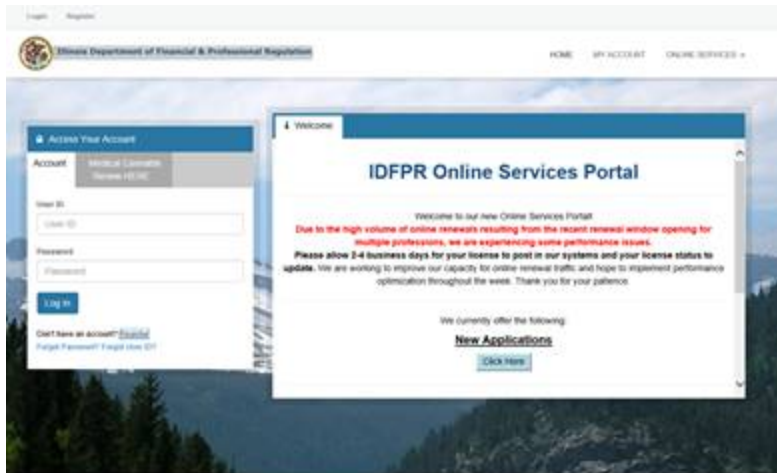 Login Register
Illinois Department of Financial & Professional Regulation
HOME MY ACCOUNT ONLINE SERVICES
Access Your Account
Account
Medical Cannabis
Renew HERE
User ID
User ID
Password
Password
Log In
Don't have an account? Register
Forgot Password? Forgot User ID?
Welcome
IDFPR Online Services Portal
Welcome to our new Online Services Portal!
Due to the high volume of online renewals resulting from the recent renewal window opening for
multiple professions, we are experiencing some performance issues.
Please allow 2-4 business days for your license to post in our systems and your license status to
update. We are working to improve our capacity for online renewal traffic and hope to implement performance
optimization throughout the week. Thank you for your patience.
We currently offer the following:
New Applications
Click Here